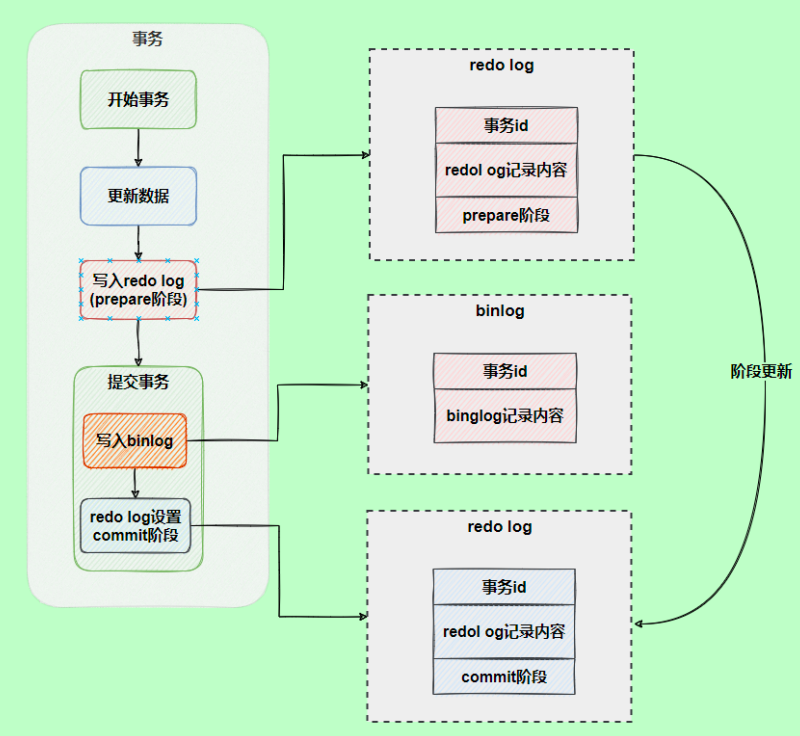 事务
开始事务
更新数据
写入redo log
(prepare阶段)
提交事务
写入binlog
redo log设置
commit阶段
redo log
事务id
redol og记录内容
prepare阶段
binlog
事务id
binglog记录内容
redo log
事务id
redol og记录内容
commit阶段
阶段更新